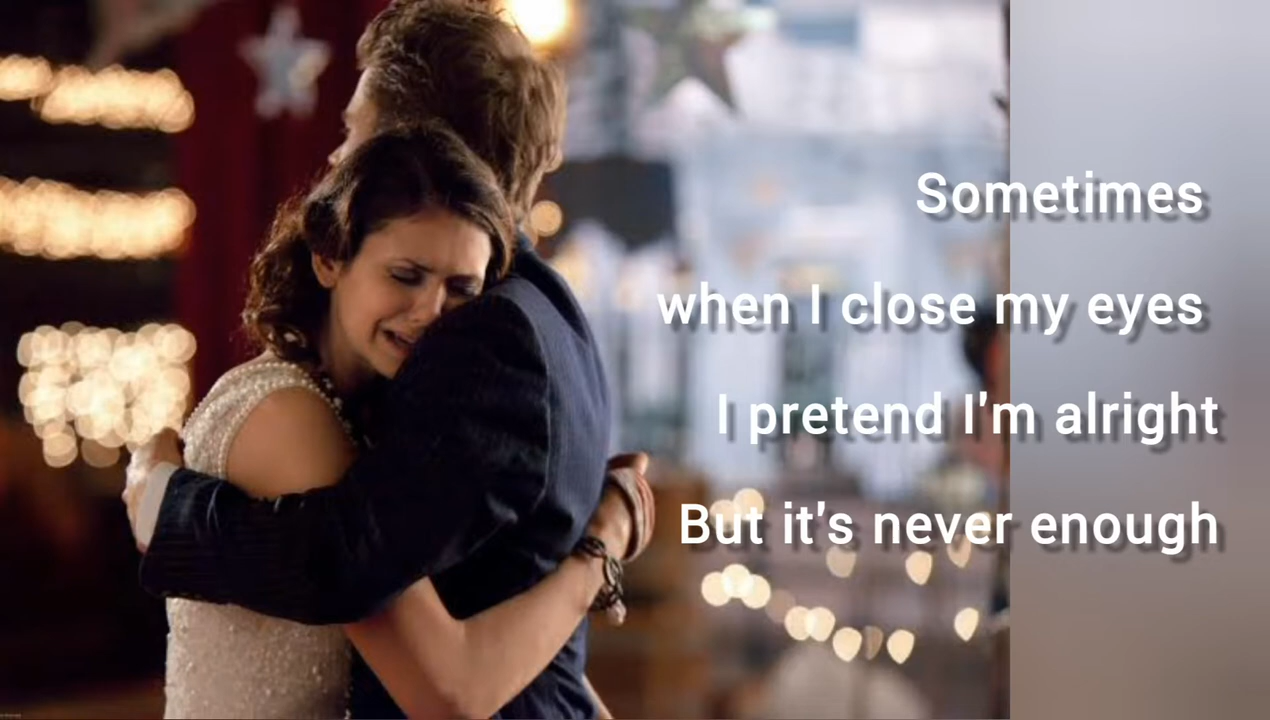 Sometimes
when I close my eyes
I pretend I'm alright
But it's never enough